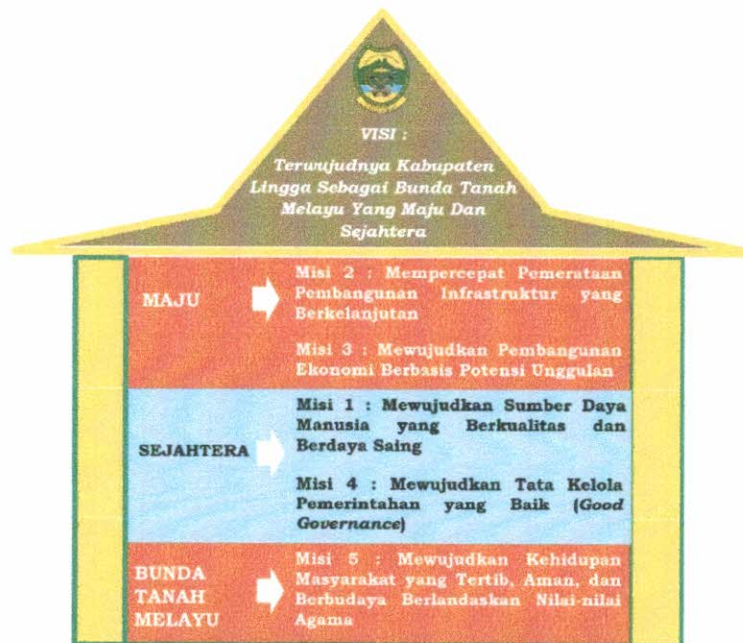 VISI :
Terwujudnya Kabupaten
Lingga Sebagai Bunda Tanah
Melayu Yang Maju Dan
Sejahtera
MAJU
Misi 2 : Mempercepat Pemerataan
Pembangunan Infrastruktur yang
Berkelanjutan
Misi 3 : Mewujudkan Pembangunan
Ekonomi Berbasis Potensi Unggulan
SEJAHTERA
Misi 1 : Mewujudkan Sumber Daya
Manusia yang Berkualitas dan
Berdaya Saing
Misi 4 : Mewujudkan Tata Kelola
Pemerintahan yang Baik (Good
Governance)
BUNDA
TANAH
MELAYU
Misi 5 : Mewujudkan Kehidupan
Masyarakat yang Tertib, Aman, dan
Berbudaya Berlandaskan Nilai-nilai
Agama